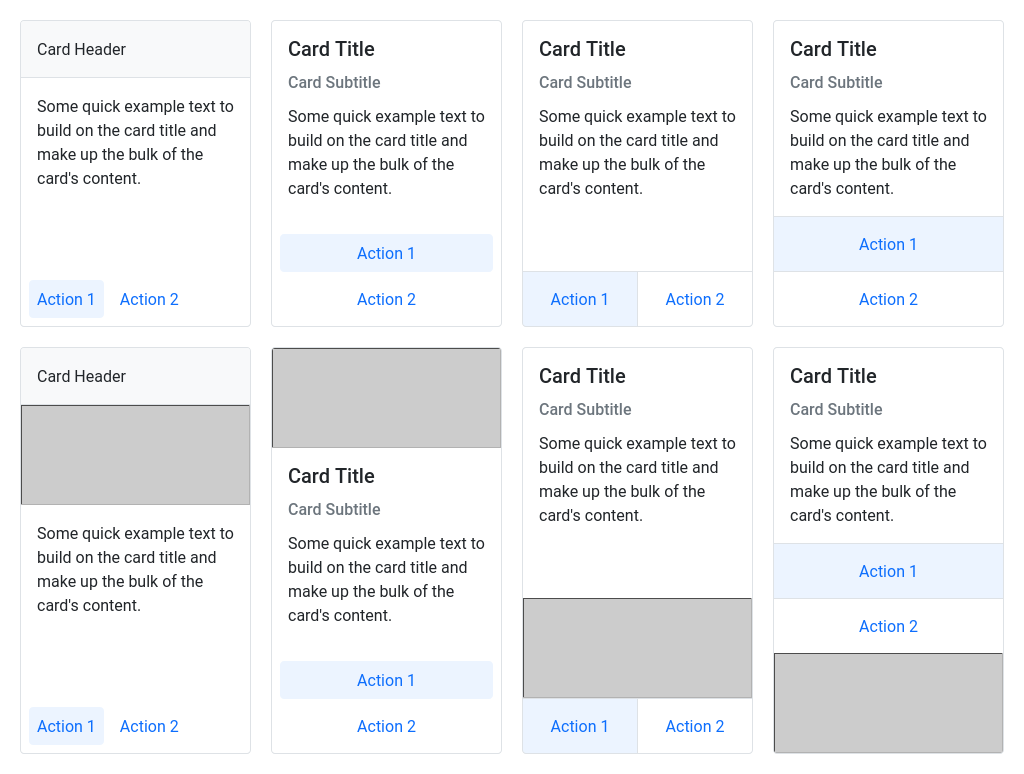 Card Header
Some quick example text to
build on the card title and
make up the bulk of the
card's content.
Action 1
Action 2
Card Title
Card Subtitle
Some quick example text to
build on the card title and
make up the bulk of the
card's content.
Action 1
Action 2
Card Title
Card Subtitle
Some quick example text to
build on the card title and
make up the bulk of the
card's content.
Action 1
Action 2
Card Title
Card Subtitle
Some quick example text to
build on the card title and
make up the bulk of the
card's content.
Action 1
Action 2
Card Header
Some quick example text to
build on the card title and
make up the bulk of the
card's content.
Action 1
Action 2
Card Title
Card Subtitle
Some quick example text to
build on the card title and
make up the bulk of the
card's content.
Action 1
Action 2
Card Title
Card Subtitle
Some quick example text to
build on the card title and
make up the bulk of the
card's content.
Action 1
Action 2
Card Title
Card Subtitle
Some quick example text to
build on the card title and
make up the bulk of the
card's content.
Action 1
Action 2